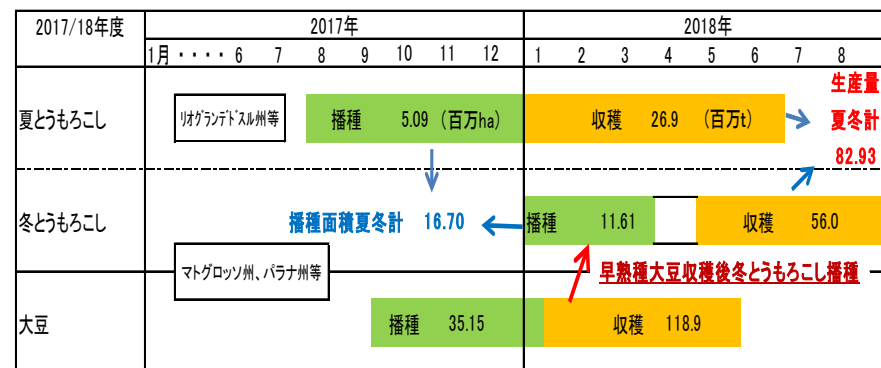 2017/18年度 2017年 2018年
1月・・・・6 7 8 9 10 11 12 1 2 3 4 5 6 7 8
夏とうもろこし ﾘｵｸﾞﾗﾝﾃﾞﾄﾞｽﾙ州等 播種 5.09 (百万ha) 収穫 26.9 (百万t) 生産量
夏冬計
82.93
冬とうもろこし 播種面積夏冬計 16.70 播種 11.61 収穫 56.0
マトグロッソ州、パラナ州等 早熟種大豆収穫後冬とうもろこし播種
大豆 播種 35.15 収穫 118.9